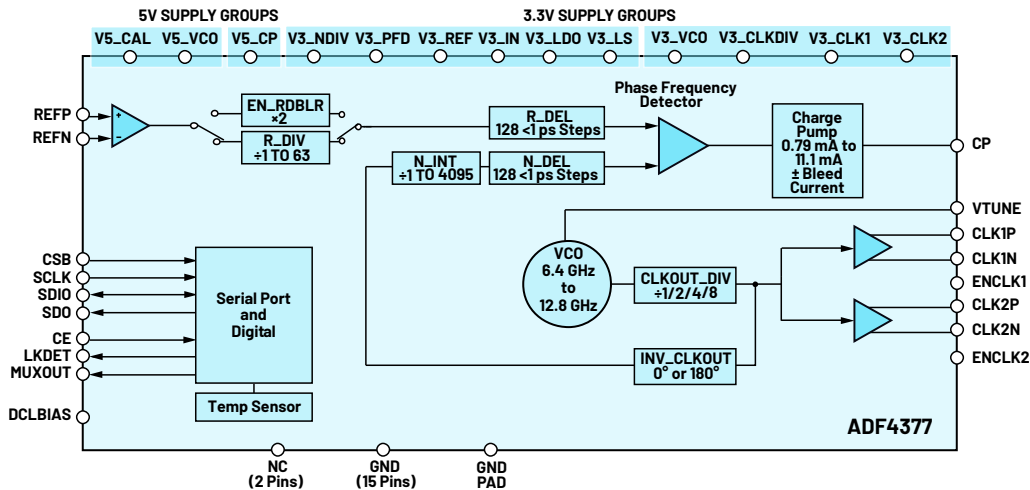 5V SUPPLY GROUPS
3.3V SUPPLY GROUPS
V5_CAL V5_VCO V5_CP V3_NDIV V3_PFD V3_REF V3_IN V3_LDO V3_LS V3_VCO V3_CLKDIV V3_CLK1 V3_CLK2
REFP
REFN
+
–
EN_RDBLR
×2
R_DIV
÷1 TO 63
R_DEL
128 <1 ps Steps
N_INT
÷1 TO 4095
N_DEL
128 <1 ps Steps
Phase Frequency
Detector
Charge
Pump
0.79 mA to
11.1 mA
± Bleed
Current
CP
VTUNE
CLK1P
CLK1N
ENCLK1
CLK2P
CLK2N
ENCLK2
VCO
6.4 GHz
to
12.8 GHz
CLKOUT_DIV
÷1/2/4/8
INV_CLKOUT
0° or 180°
CSB
SCLK
SDIO
SDO
CE
LKDET
MUXOUT
DCLBIAS
Serial Port
and
Digital
Temp Sensor
ADF4377
NC
(2 Pins)
GND
(15 Pins)
GND
PAD